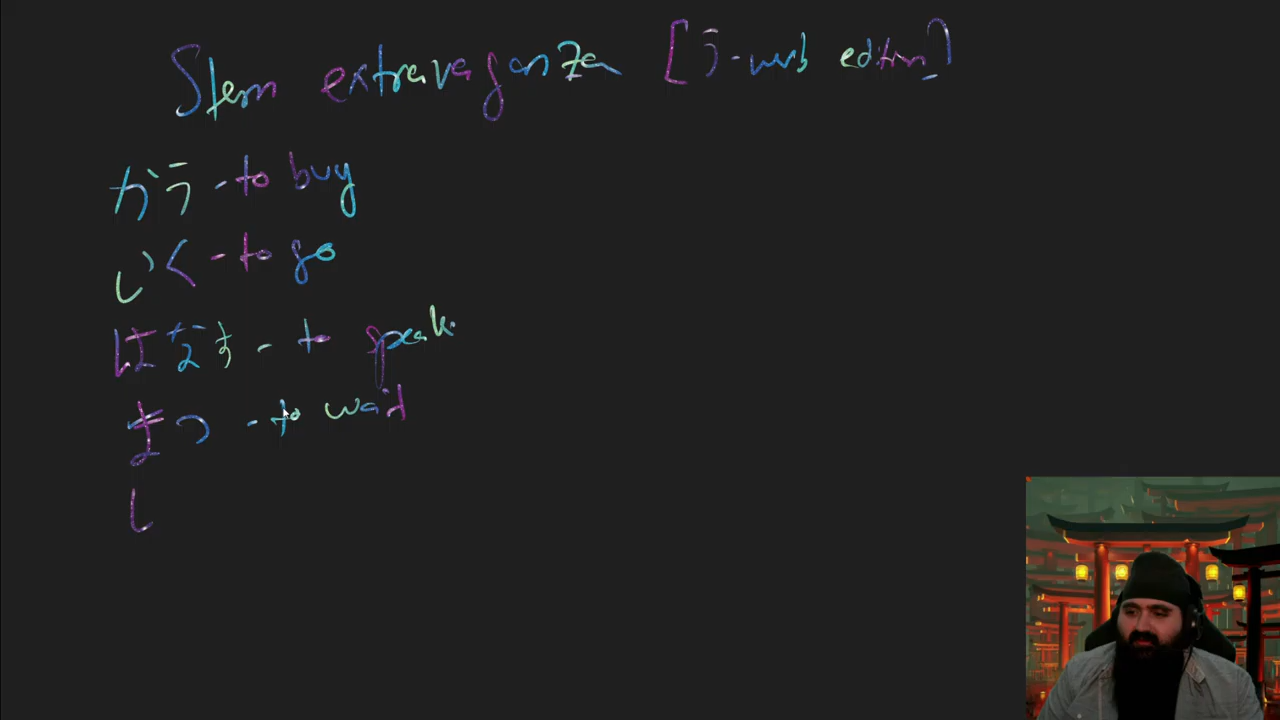 Stem extravaganza [う-verb edition]
かう - to buy
いく - to go
はなす - to speak
まつ - to wait
し